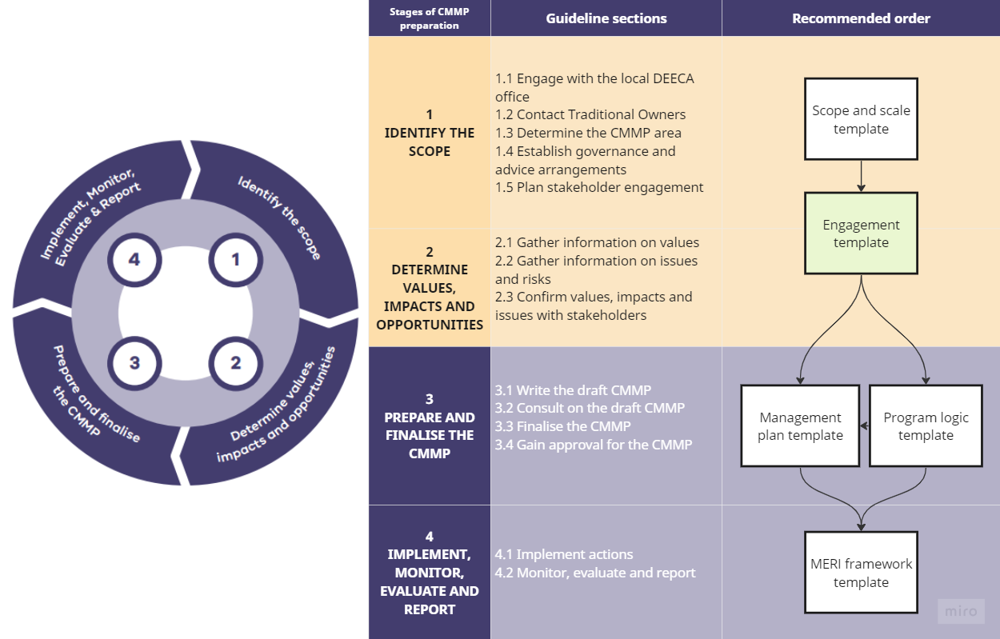 Implement, Monitor,
Evaluate & Report
Identify the scope
4
1
3
2
Prepare and finalise
the CMMP
Determine values,
impacts and opportunities
Stages of CMMP
preparation
Guideline sections
Recommended order
1
IDENTIFY THE
SCOPE
1.1 Engage with the local DEECA
office
1.2 Contact Traditional Owners
1.3 Determine the CMMP area
1.4 Establish governance and
advice arrangements
1.5 Plan stakeholder engagement
Scope and scale
template
Engagement
template
2
DETERMINE
VALUES,
IMPACTS AND
OPPORTUNITIES
2.1 Gather information on values
2.2 Gather information on issues
and risks
2.3 Confirm values, impacts and
issues with stakeholders
3
PREPARE AND
FINALISE THE
CMMP
3.1 Write the draft CMMP
3.2 Consult on the draft CMMP
3.3 Finalise the CMMP
3.4 Gain approval for the CMMP
Management
plan template
Program logic
template
4
IMPLEMENT,
MONITOR,
EVALUATE AND
REPORT
4.1 Implement actions
4.2 Monitor, evaluate and report
MERI framework
template
miro